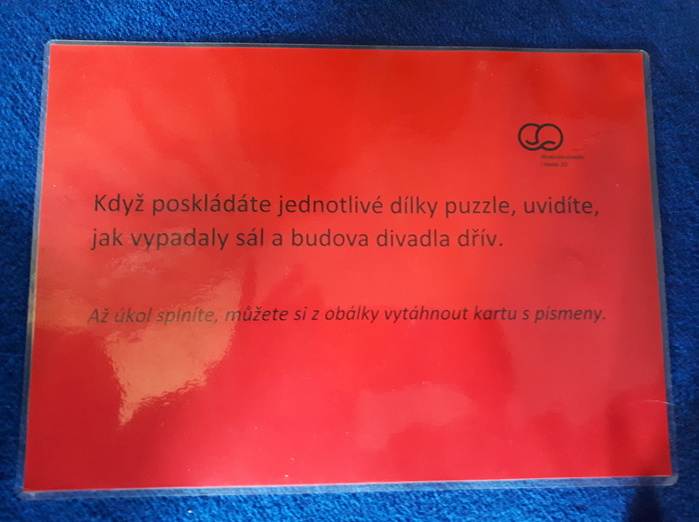 Když poskládáte jednotlivé dílky puzzle, uvidíte,
jak vypadaly sál a budova divadla dřív.
Až úkol splníte, můžete si z obálky vytáhnout kartu s písmeny.